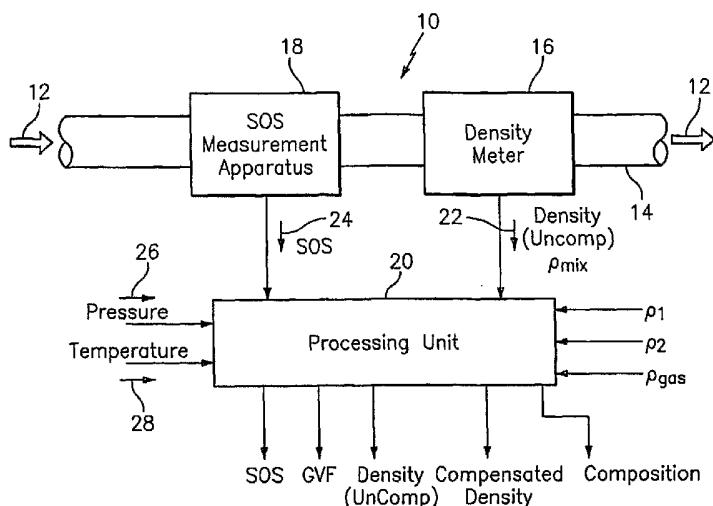 10
18
16
12
12
SOS
Measurement
Apparatus
Density
Meter
14
24
SOS
22
Density
(Uncomp)
ρmix
26
20
Pressure
Temperature
28
Processing Unit
ρ1
ρ2
ρgas
SOS
GVF
Density
(UnComp)
Compensated
Density
Composition